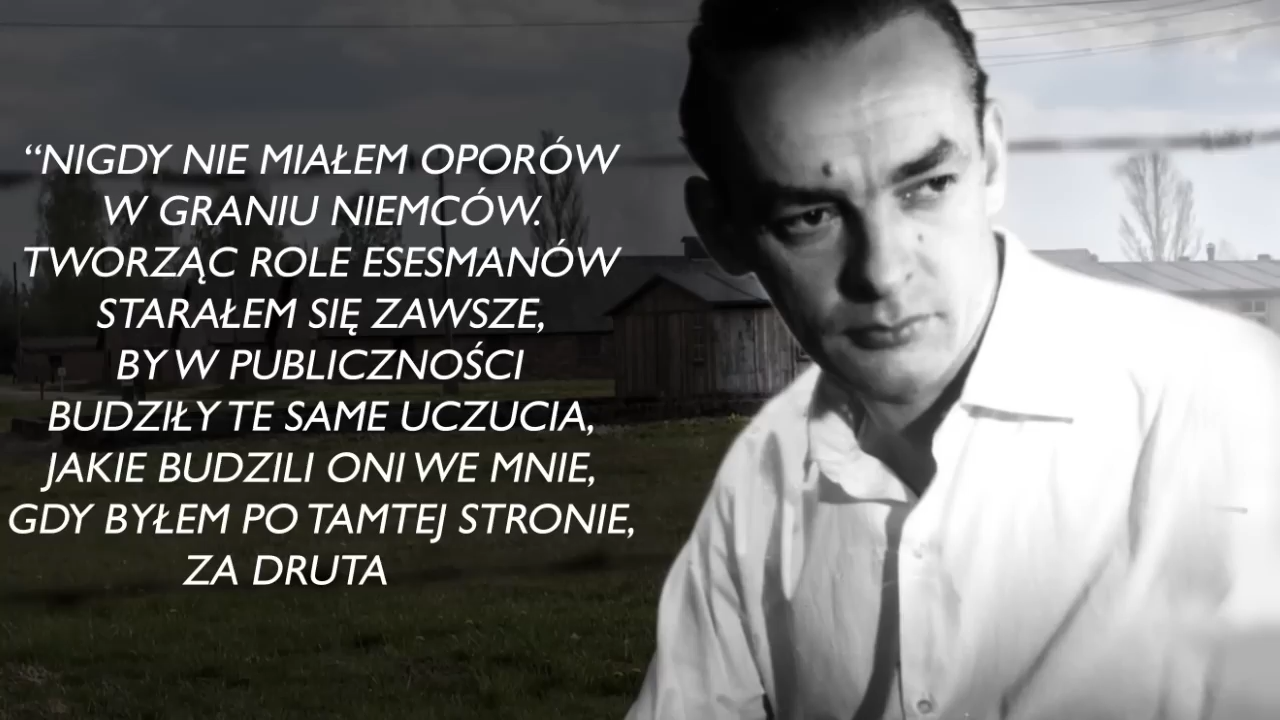 “NIGDY NIE MIAŁEM OPORÓW
W GRANIU NIEMCÓW.
TWORZĄC ROLE ESESMANÓW
STARAŁEM SIĘ ZAWSZE,
BY W PUBLICZNOŚCI
BUDZIŁY TE SAME UCZUCIA,
JAKIE BUDZILI ONI WE MNIE,
GDY BYŁEM PO TAMTEJ STRONIE,
ZA DRUTA